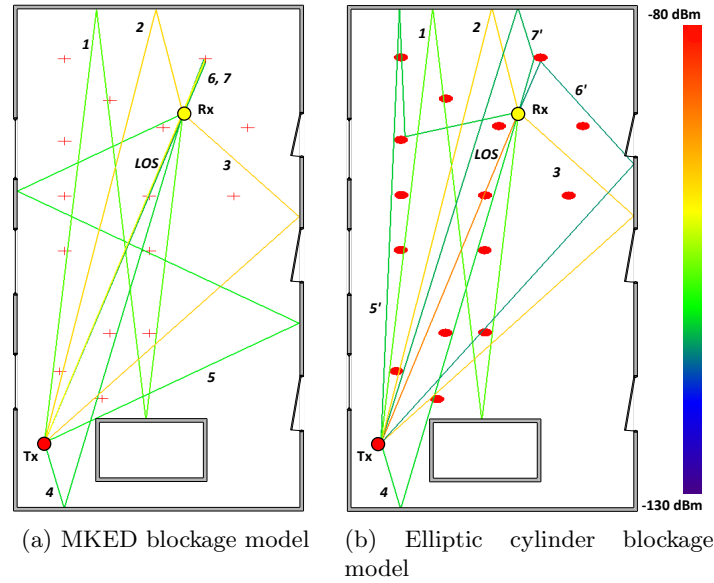 1
2
6, 7
Rx
LOS
3
5
Tx
4
1
2
7'
6'
Rx
LOS
3
5'
Tx
4
-80 dBm
-130 dBm
(a) MKED blockage model
(b) Elliptic cylinder blockage
model